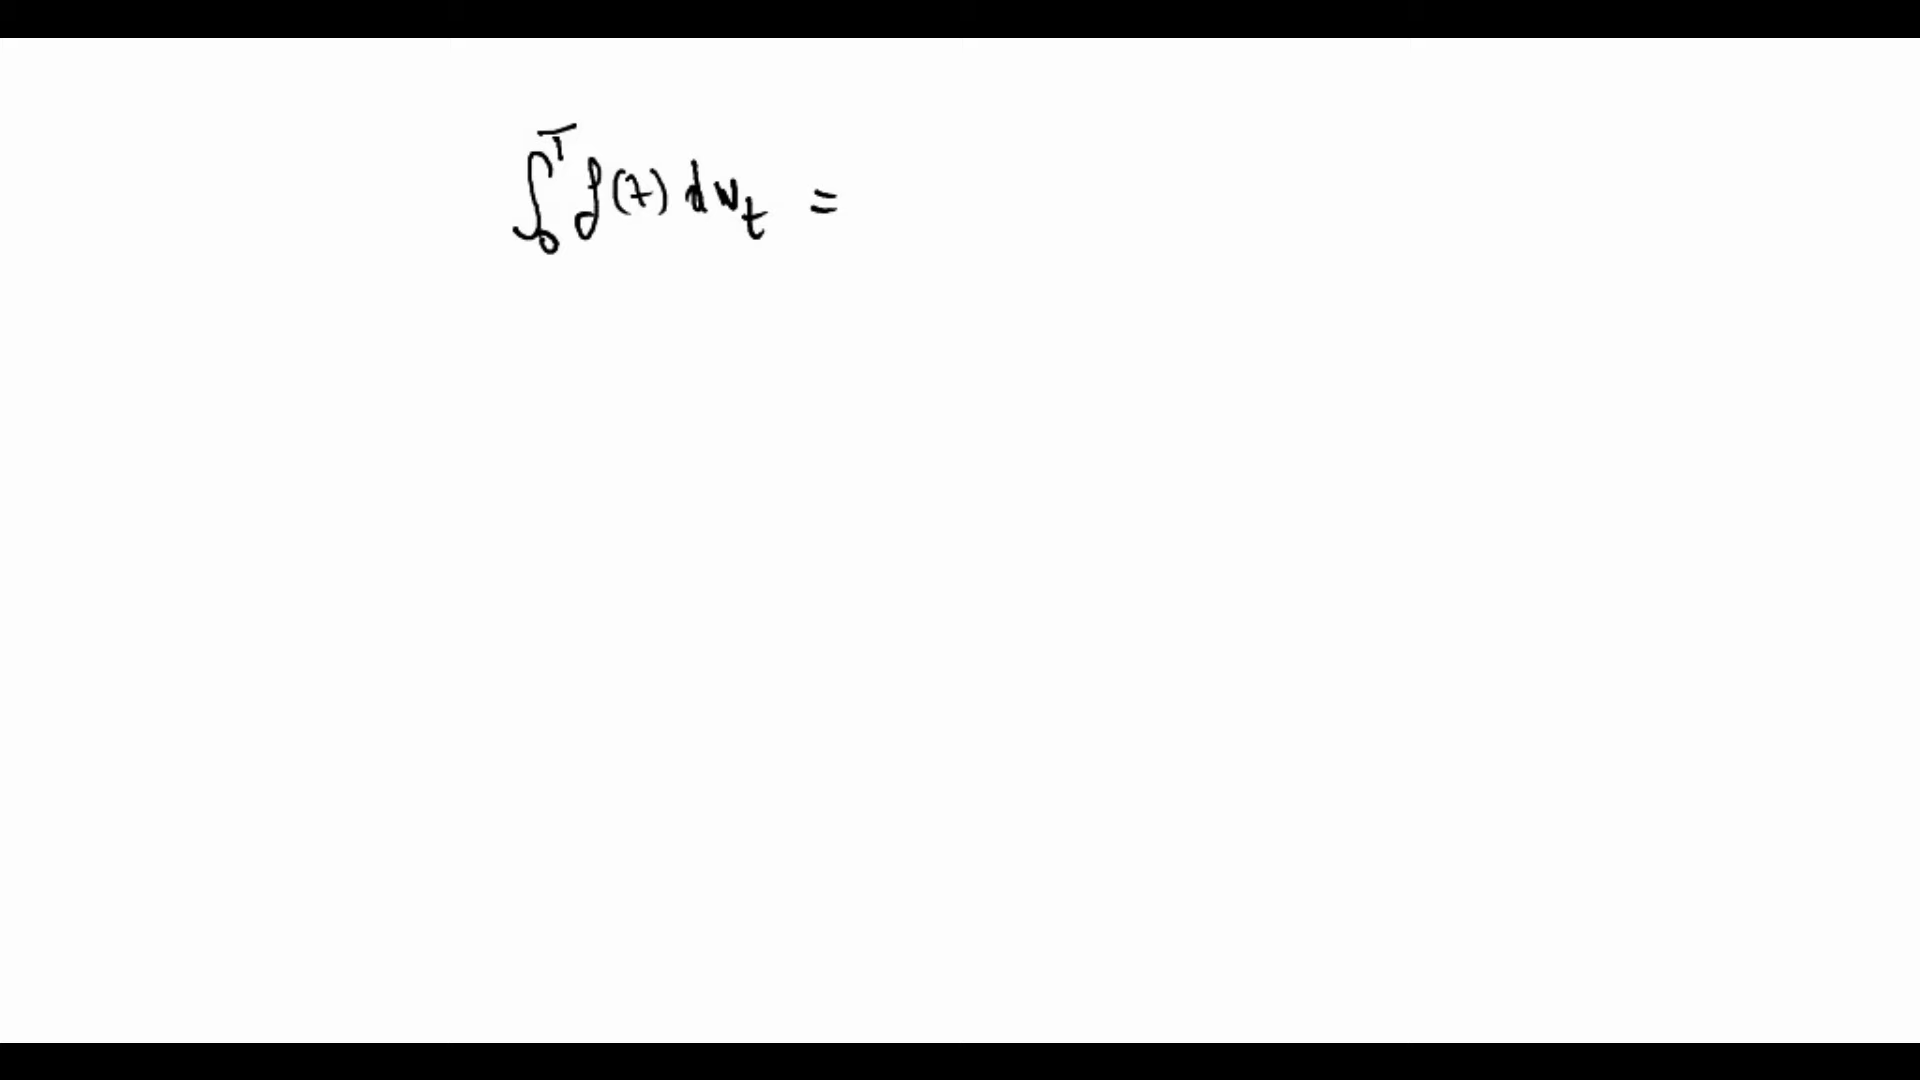 ∫₀ᵀ f(t) dW_t =